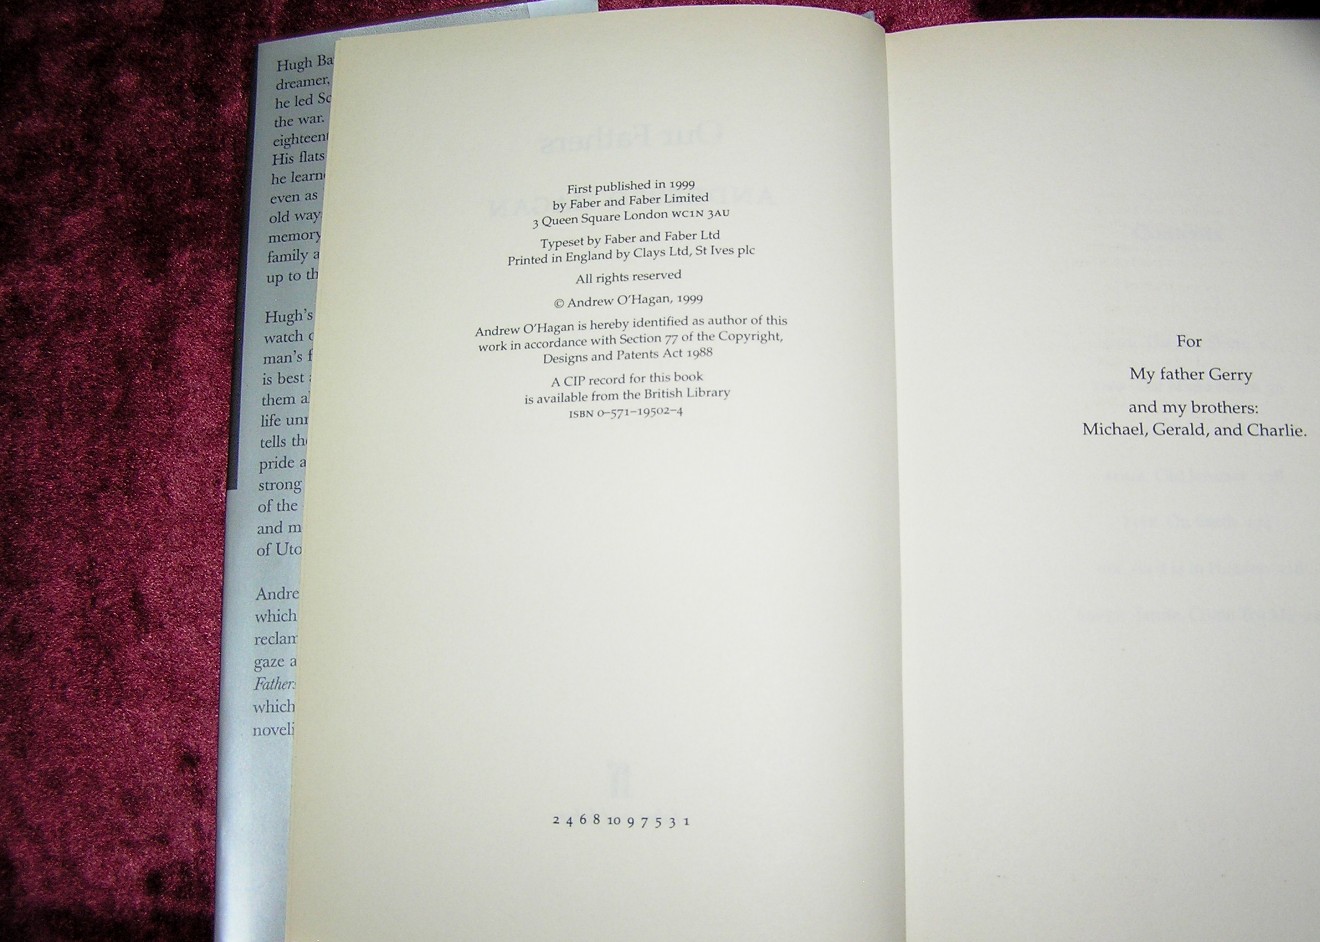 Hugh Ba
dreamer,
he led Sc
the war.
eighteen
His flats
he learn
even as
old way
memory
family a
up to th
Hugh's
watch o
man's f
is best
them a
life unr
tells th
pride a
strong
of the
and m
of Uto
Andre
which
reclam
gaze a
Father
which
noveli
First published in 1999
by Faber and Faber Limited
3 Queen Square London WC1N 3AU
Typeset by Faber and Faber Ltd
Printed in England by Clays Ltd, St Ives plc
All rights reserved
© Andrew O'Hagan, 1999
Andrew O'Hagan is hereby identified as author of this
work in accordance with Section 77 of the Copyright,
Designs and Patents Act 1988
A CIP record for this book
is available from the British Library
ISBN 0–571–19502–4
2 4 6 8 10 9 7 5 3 1
For
My father Gerry
and my brothers:
Michael, Gerald, and Charlie.